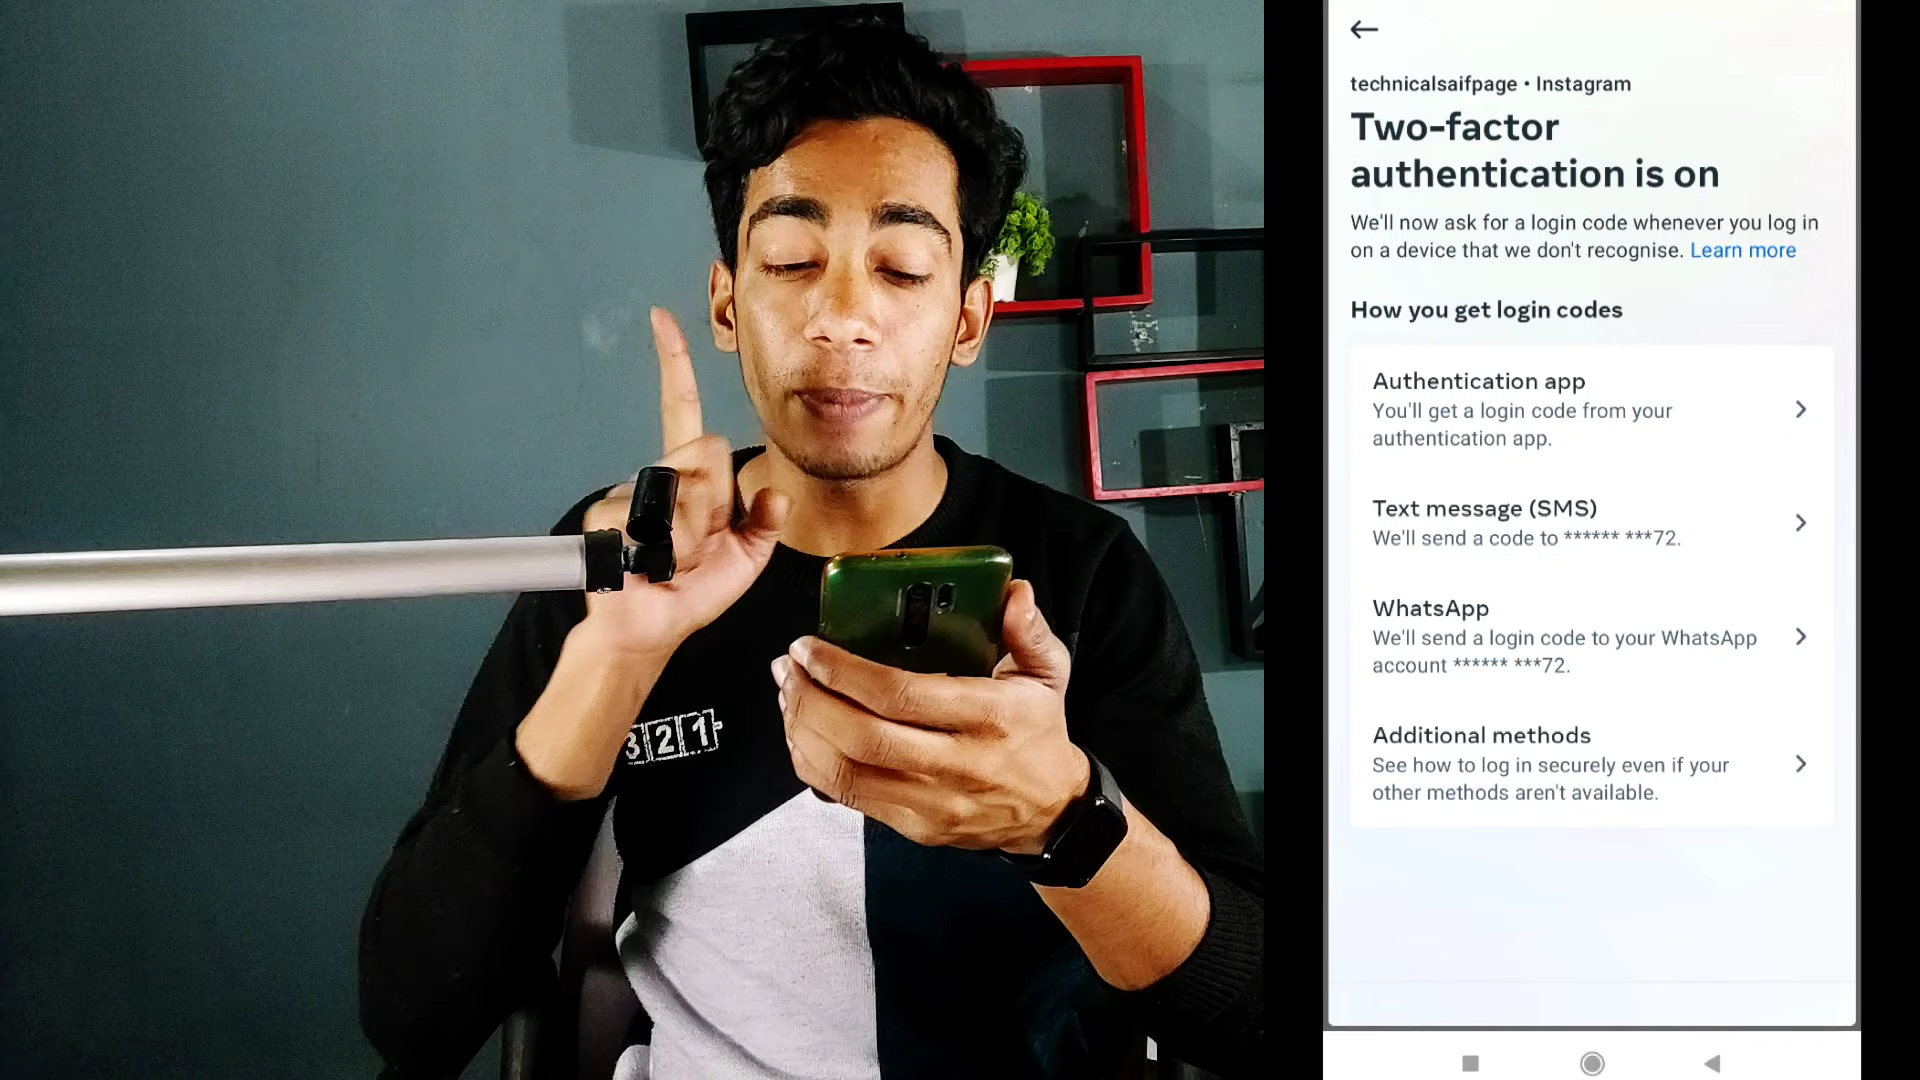 technicalsaifpage • Instagram
Two-factor
authentication is on
We'll now ask for a login code whenever you log in
on a device that we don't recognise. Learn more
How you get login codes
Authentication app
You'll get a login code from your
authentication app.
Text message (SMS)
We'll send a code to ****** ***72.
WhatsApp
We'll send a login code to your WhatsApp
account ****** ***72.
Additional methods
See how to log in securely even if your
other methods aren't available.
321